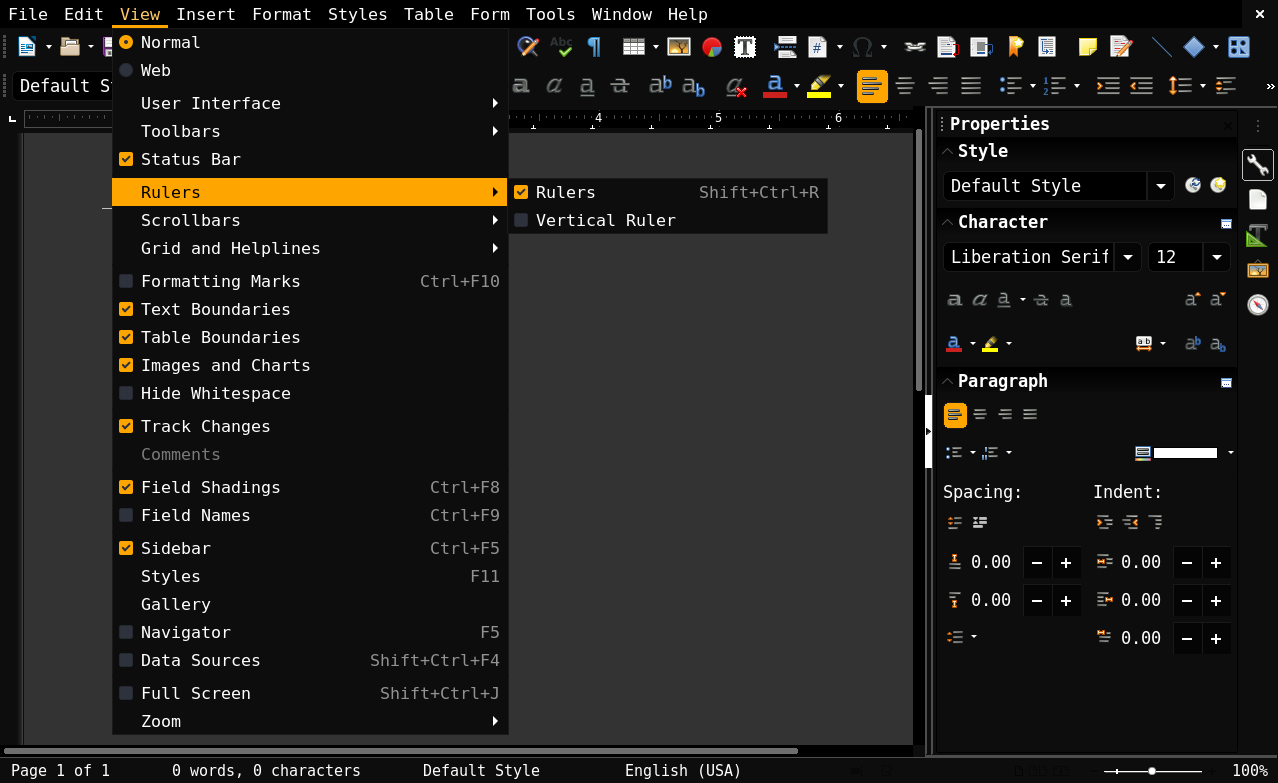 File Edit View Insert Format Styles Table Form Tools Window Help
Normal
Web
User Interface
Toolbars
Status Bar
Rulers
Scrollbars
Grid and Helplines
Formatting Marks Ctrl+F10
Text Boundaries
Table Boundaries
Images and Charts
Hide Whitespace
Track Changes
Comments
Field Shadings Ctrl+F8
Field Names Ctrl+F9
Sidebar Ctrl+F5
Styles F11
Gallery
Navigator F5
Data Sources Shift+Ctrl+F4
Full Screen Shift+Ctrl+J
Zoom
Rulers Shift+Ctrl+R
Vertical Ruler
Default St
4 5 6
Properties
Style
Default Style
Character
Liberation Serif 12
Paragraph
Spacing: Indent:
0.00 0.00
0.00 0.00
0.00
Page 1 of 1 0 words, 0 characters Default Style English (USA) 100%